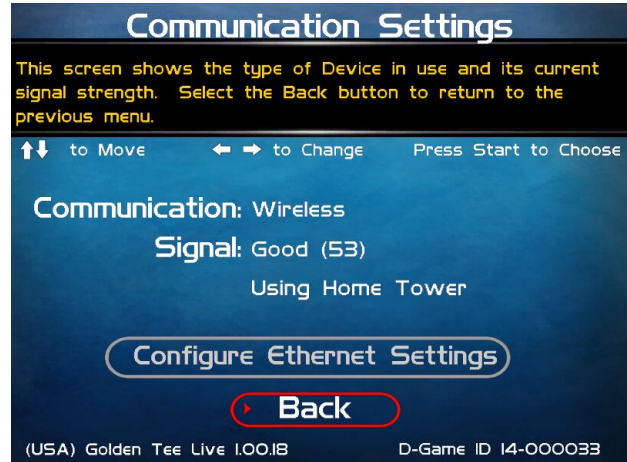 Communication Settings
This screen shows the type of Device in use and its current
signal strength. Select the Back button to return to the
previous menu.
to Move to Change Press Start to Choose
Communication: Wireless
Signal: Good (53)
Using Home Tower
Configure Ethernet Settings
Back
(USA) Golden Tee Live 1.00.18 D-Game ID 14-000033